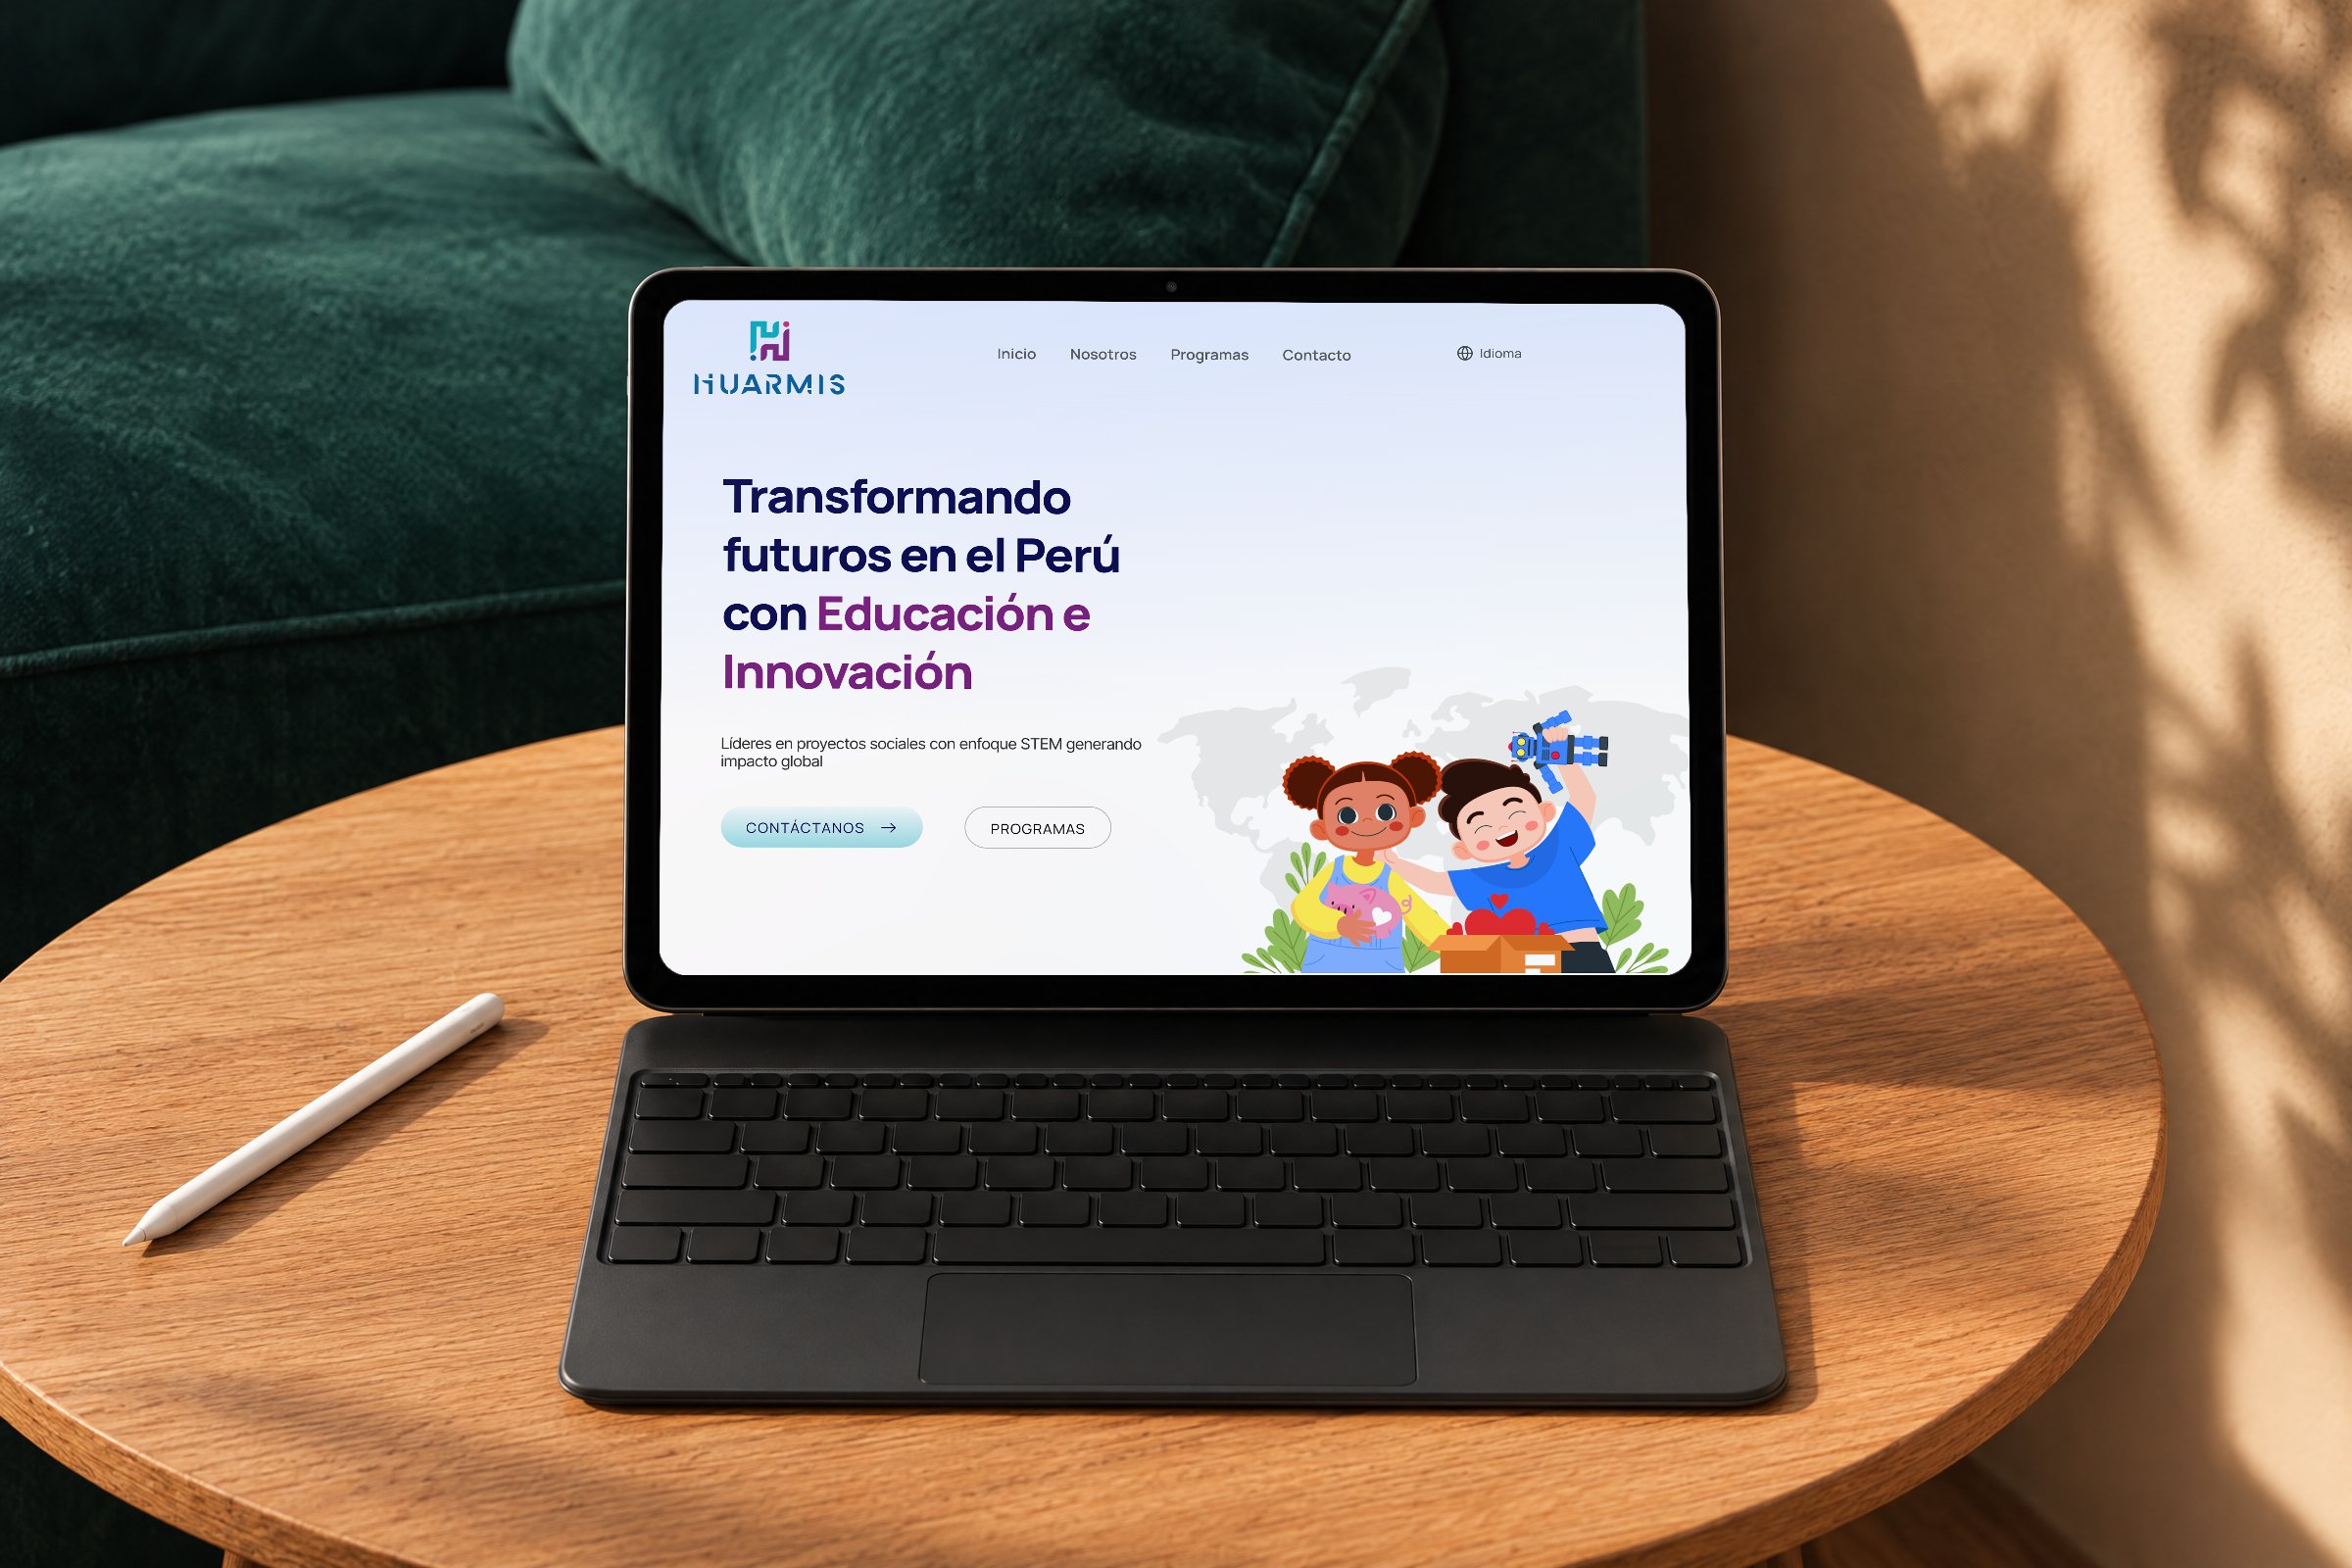 HUARMIS
Inicio
Nosotros
Programas
Contacto
Idioma
Transformando
futuros en el Perú
con Educación e
Innovación
Líderes en proyectos sociales con enfoque STEM generando
impacto global
CONTÁCTANOS
PROGRAMAS